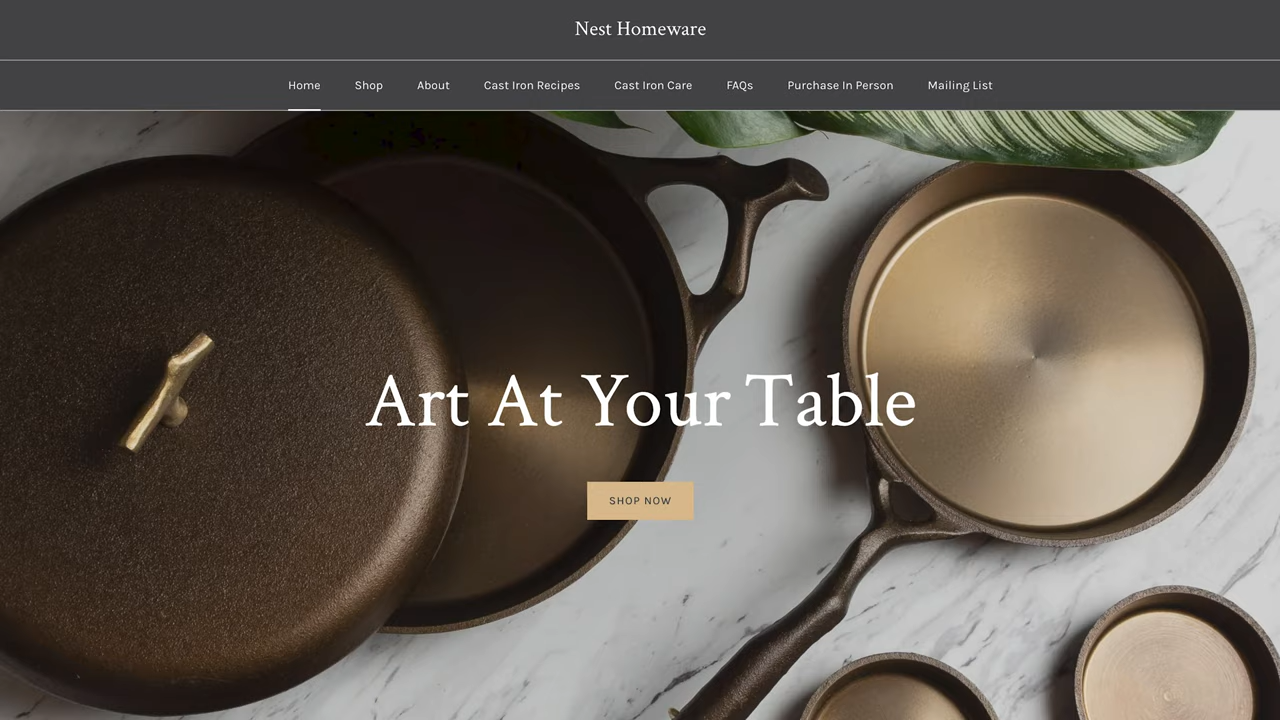 Nest Homeware
Home Shop About Cast Iron Recipes Cast Iron Care FAQs Purchase In Person Mailing List
Art At Your Table
SHOP NOW